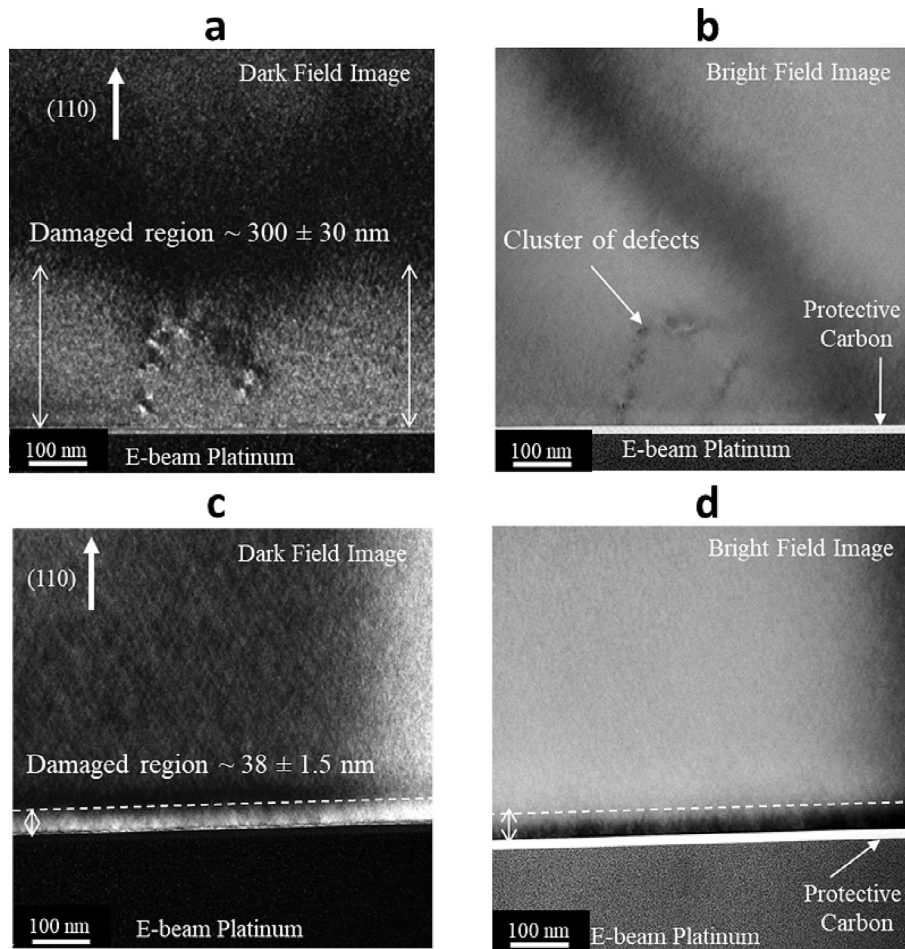 a
Dark Field Image
(110)
Damaged region ~ 300 ± 30 nm
100 nm
E-beam Platinum
b
Bright Field Image
Cluster of defects
Protective
Carbon
100 nm
E-beam Platinum
c
Dark Field Image
(110)
Damaged region ~ 38 ± 1.5 nm
100 nm
E-beam Platinum
d
Bright Field Image
Protective
Carbon
100 nm
E-beam Platinum